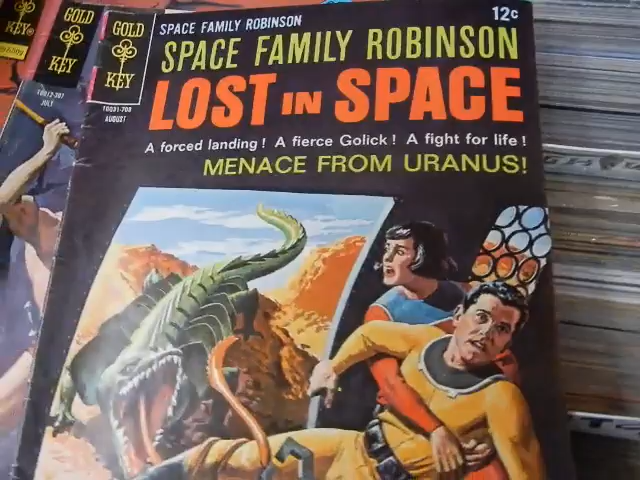 GOLD
KEY
SPACE FAMILY ROBINSON
12¢
SPACE FAMILY ROBINSON
LOST IN SPACE
A forced landing! A fierce Golick! A fight for life!
MENACE FROM URANUS!
AUGUST
GOLD
KEY
JULY
KEY